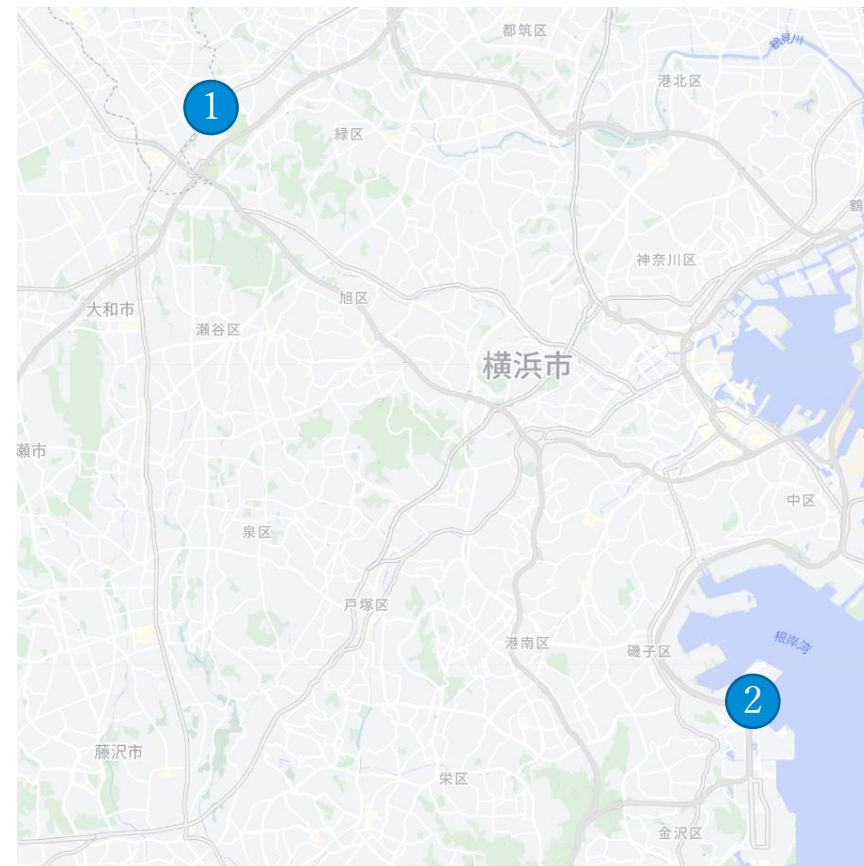 都筑区
鶴見川
港北区
1
緑区
神奈川区
旭区
大和市
瀬谷区
横浜市
瀬市
中区
泉区
戸塚区
港南区
磯子区
根岸湾
2
藤沢市
栄区
金沢区
鶴